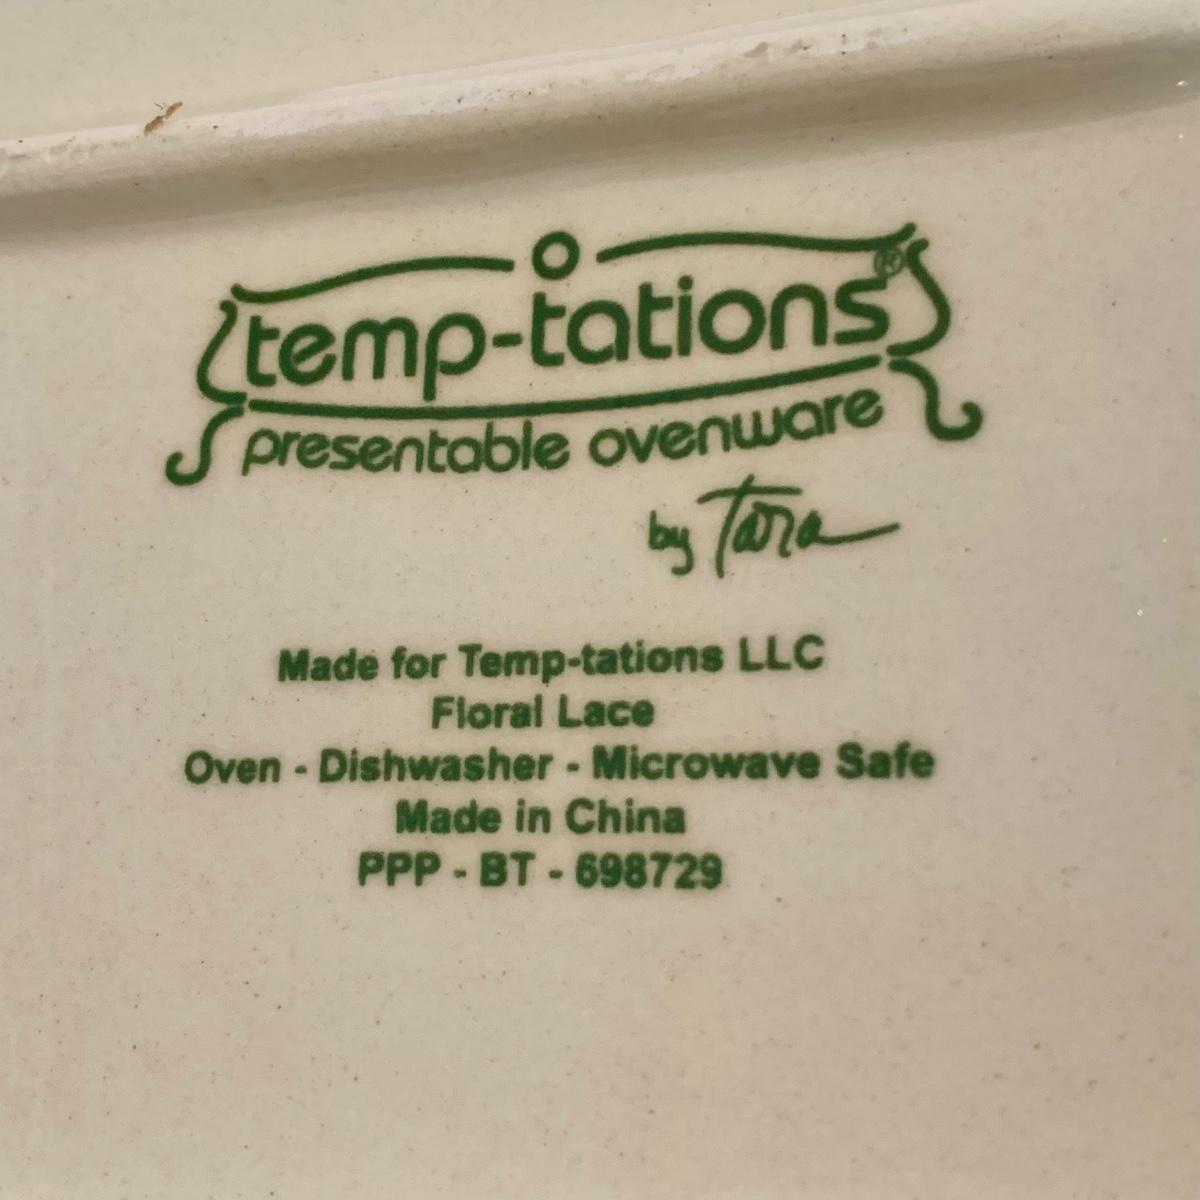 temp-tations®
presentable ovenware
by Tara
Made for Temp-tations LLC
Floral Lace
Oven - Dishwasher - Microwave Safe
Made in China
PPP - BT - 698729